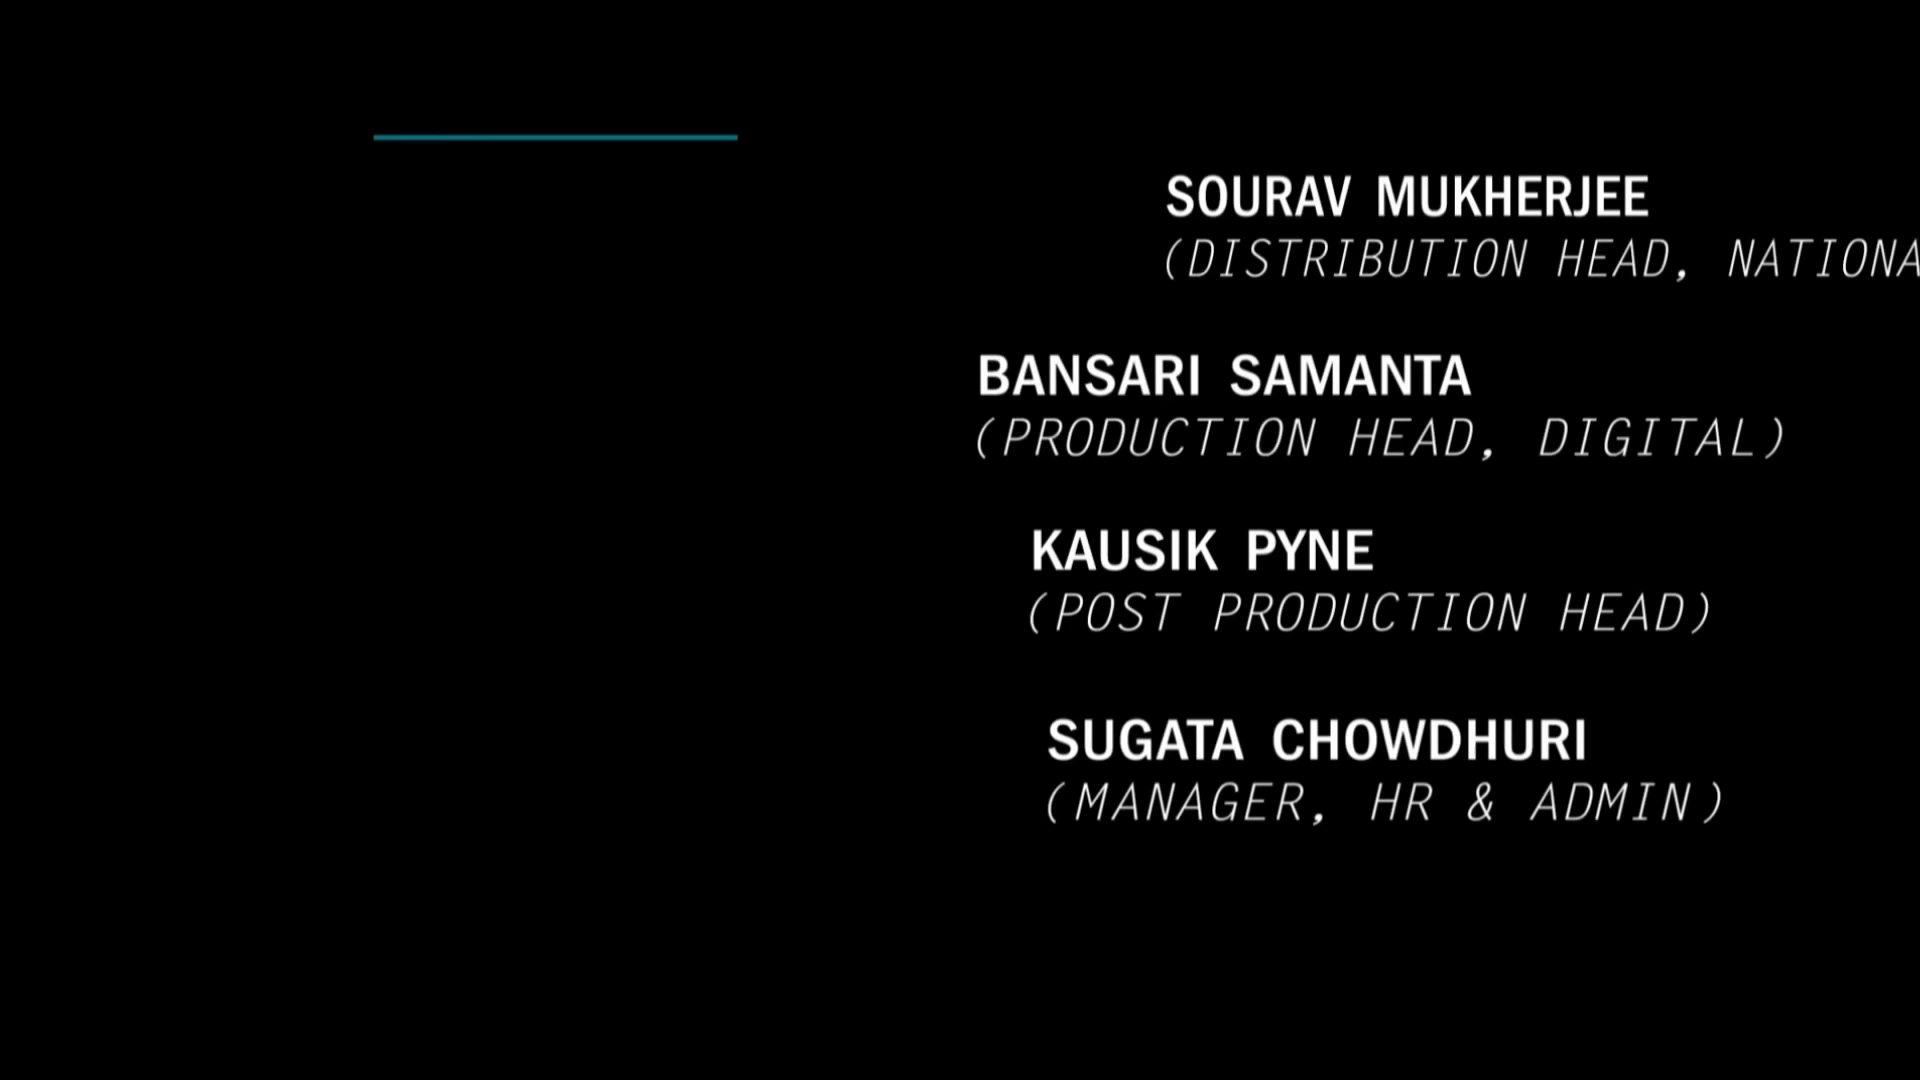 SOURAV MUKHERJEE
(DISTRIBUTION HEAD, NATIONA
BANSARI SAMANTA
(PRODUCTION HEAD, DIGITAL)
KAUSIK PYNE
(POST PRODUCTION HEAD)
SUGATA CHOWDHURI
(MANAGER, HR & ADMIN)